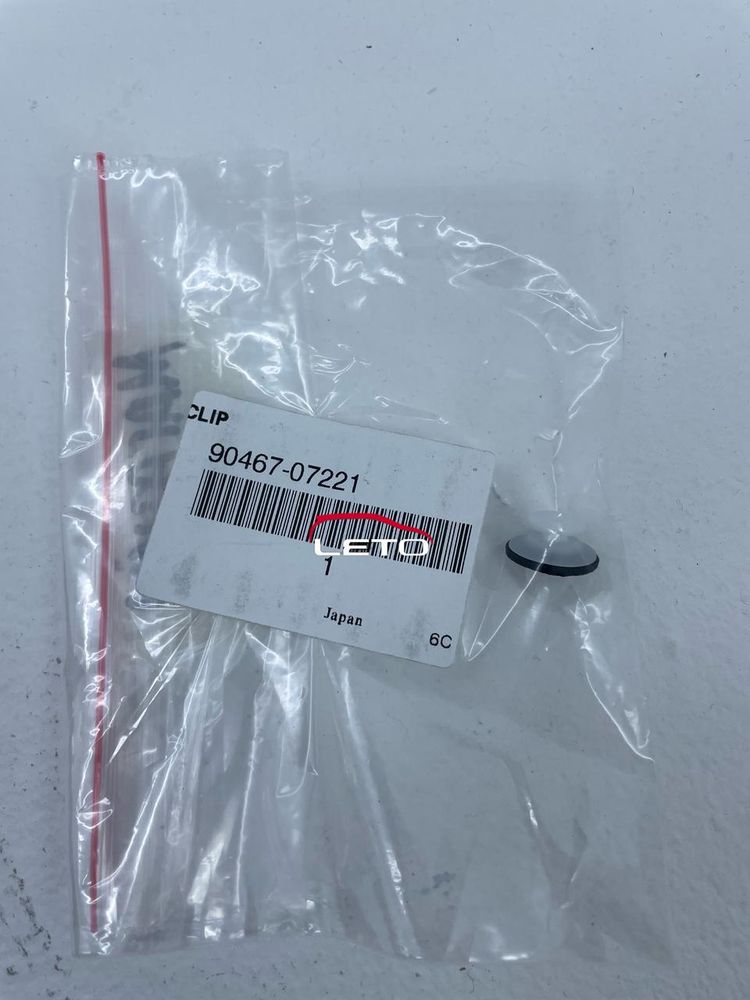 CLIP
90467-07221
LETO
1
Japan
6C